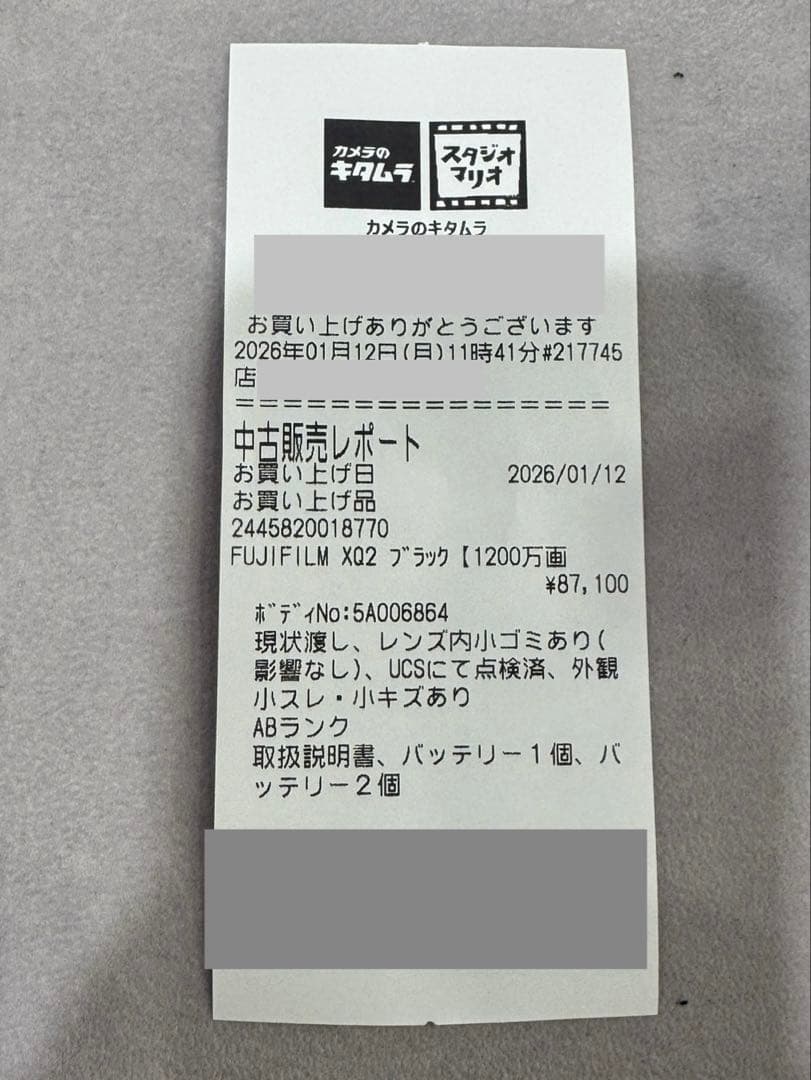 カメラの
キタムラ
スタジオ
マリオ
カメラのキタムラ
お買い上げありがとうございます
2026年01月12日(月)11時41分#217745
店
==================
中古販売レポート
お買い上げ日 2026/01/12
お買い上げ品
2445820018770
FUJIFILM XQ2 ﾌﾞﾗｯｸ【1200万画
¥87,100
ﾎﾞﾃﾞｨNo:5A006864
現状渡し、レンズ内小ゴミあり(
影響なし)、UCSにて点検済、外観
小スレ・小キズあり
ABランク
取扱説明書、バッテリー１個、バ
ッテリー２個